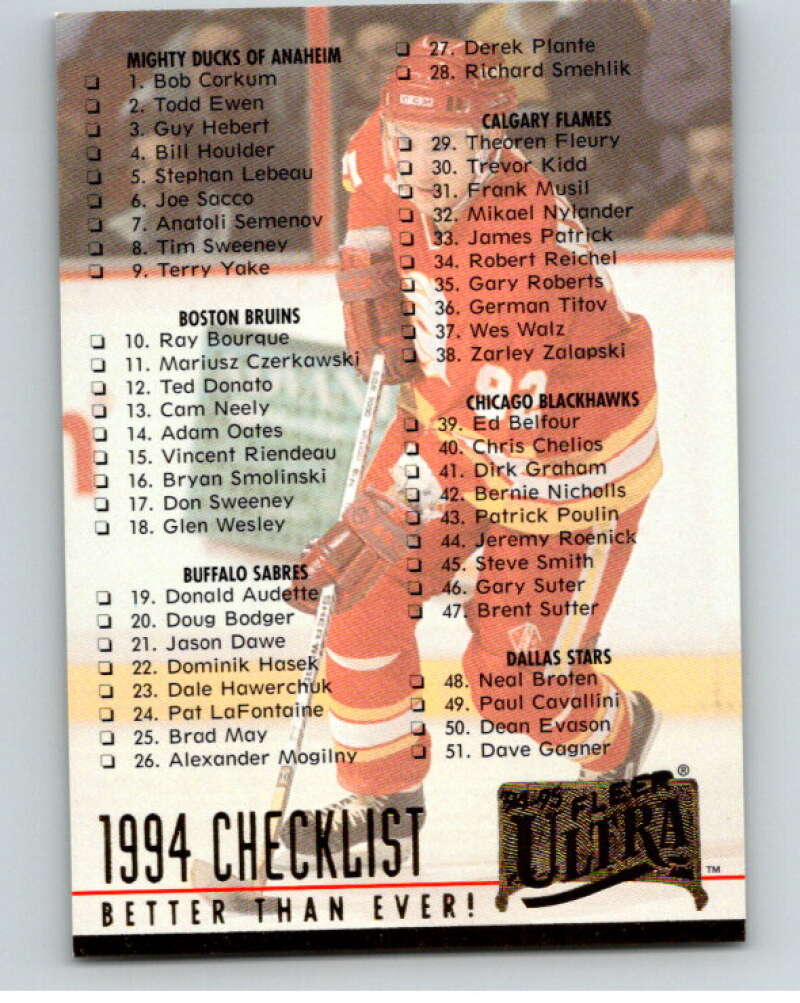 MIGHTY DUCKS OF ANAHEIM
1. Bob Corkum
2. Todd Ewen
3. Guy Hebert
4. Bill Houlder
5. Stephan Lebeau
6. Joe Sacco
7. Anatoli Semenov
8. Tim Sweeney
9. Terry Yake
BOSTON BRUINS
10. Ray Bourque
11. Mariusz Czerkawski
12. Ted Donato
13. Cam Neely
14. Adam Oates
15. Vincent Riendeau
16. Bryan Smolinski
17. Don Sweeney
18. Glen Wesley
BUFFALO SABRES
19. Donald Audette
20. Doug Bodger
21. Jason Dawe
22. Dominik Hasek
23. Dale Hawerchuk
24. Pat LaFontaine
25. Brad May
26. Alexander Mogilny
27. Derek Plante
28. Richard Smehlik
CALGARY FLAMES
29. Theoren Fleury
30. Trevor Kidd
31. Frank Musil
32. Mikael Nylander
33. James Patrick
34. Robert Reichel
35. Gary Roberts
36. German Titov
37. Wes Walz
38. Zarley Zalapski
CHICAGO BLACKHAWKS
39. Ed Belfour
40. Chris Chelios
41. Dirk Graham
42. Bernie Nicholls
43. Patrick Poulin
44. Jeremy Roenick
45. Steve Smith
46. Gary Suter
47. Brent Sutter
DALLAS STARS
48. Neal Broten
49. Paul Cavallini
50. Dean Evason
51. Dave Gagner
1994 CHECKLIST
BETTER THAN EVER!
'94-95 FLEER®
ULTRA ™